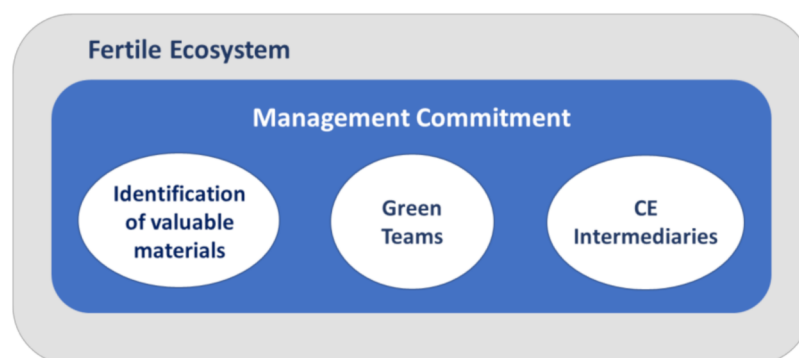 Fertile Ecosystem
Management Commitment
Identification
of valuable
materials
Green
Teams
CE
Intermediaries